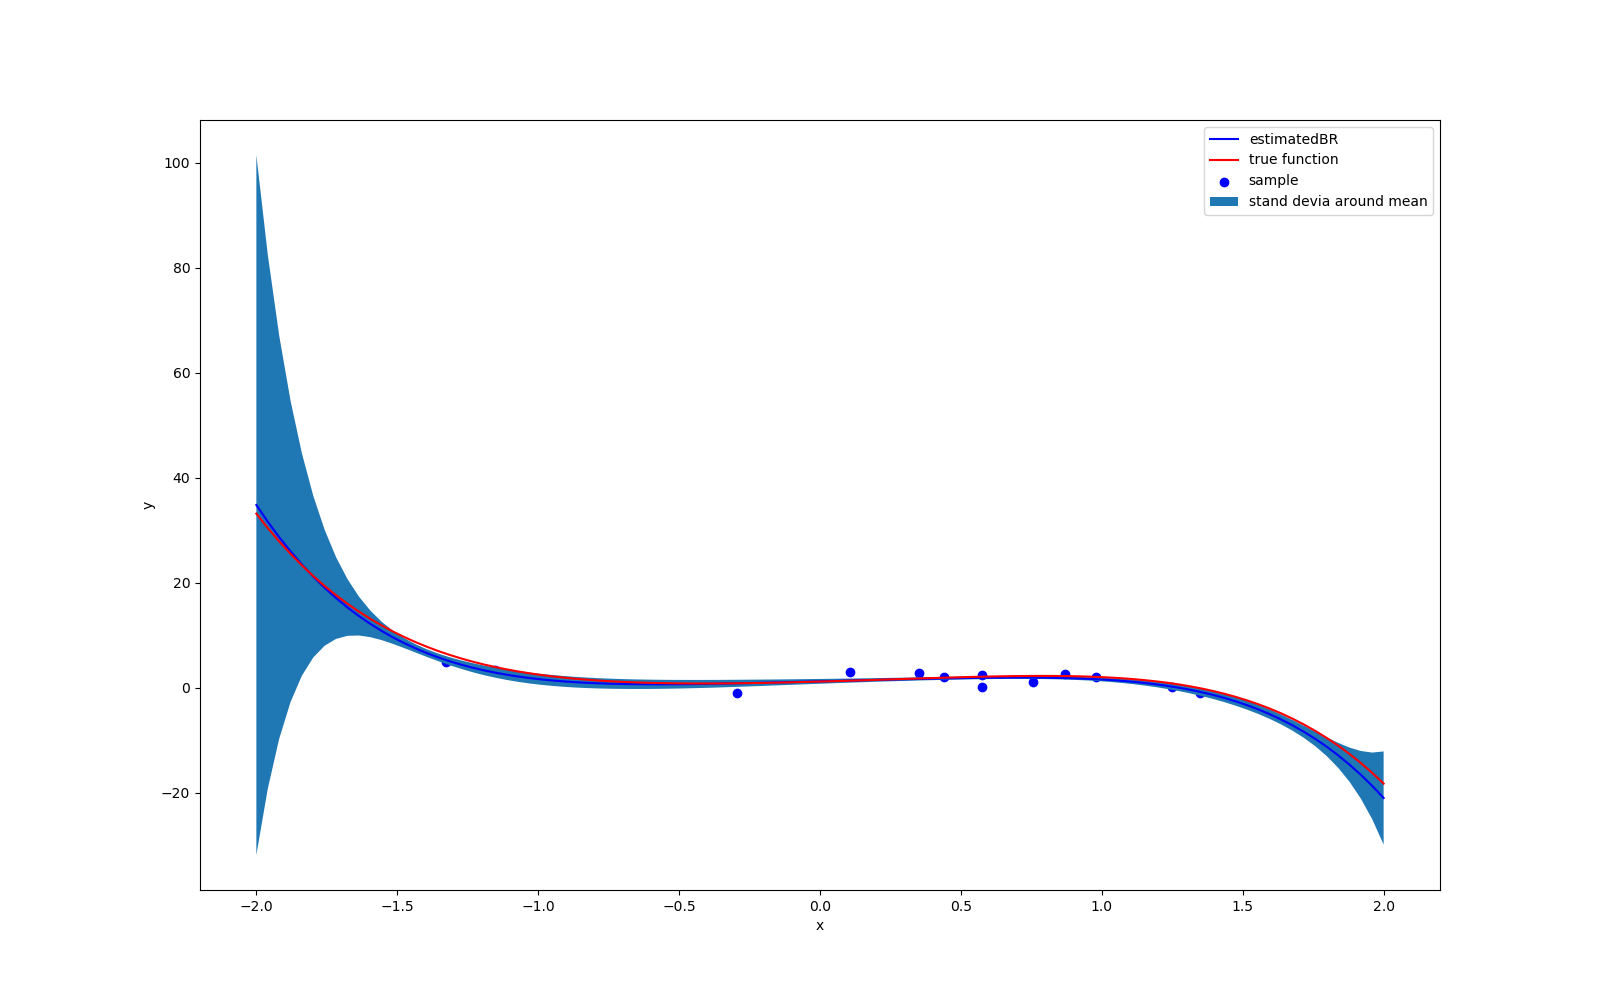 estimatedBR
true function
sample
stand devia around mean
100
80
60
40
20
0
−20
y
−2.0 −1.5 −1.0 −0.5 0.0 0.5 1.0 1.5 2.0
x